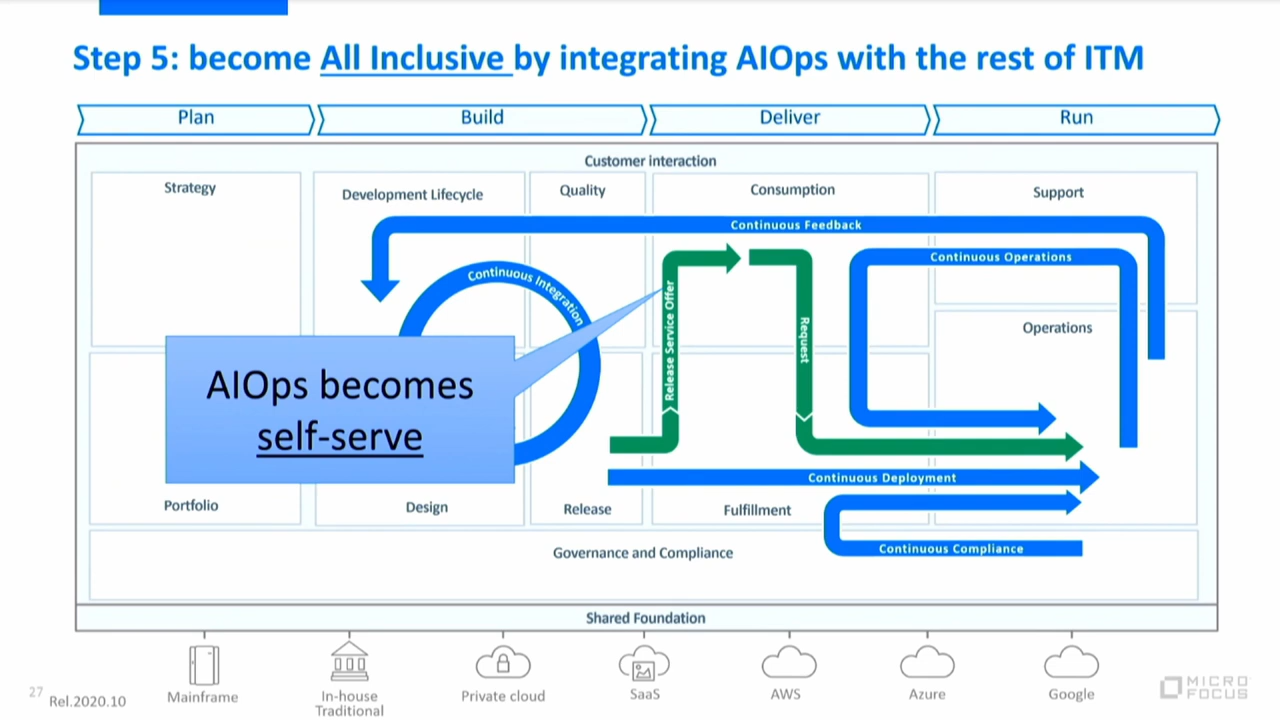 Step 5: become All Inclusive by integrating AIOps with the rest of ITM
Plan
Build
Deliver
Run
Customer interaction
Strategy
Development Lifecycle
Quality
Consumption
Support
Continuous Feedback
Continuous Integration
Continuous Operations
Release Service Offer
Request
Operations
AIOps becomes
self-serve
Continuous Deployment
Portfolio
Design
Release
Fulfillment
Continuous Compliance
Governance and Compliance
Shared Foundation
Mainframe
In-house
Traditional
Private cloud
SaaS
AWS
Azure
Google
27
Rel.2020.10
MICRO
FOCUS